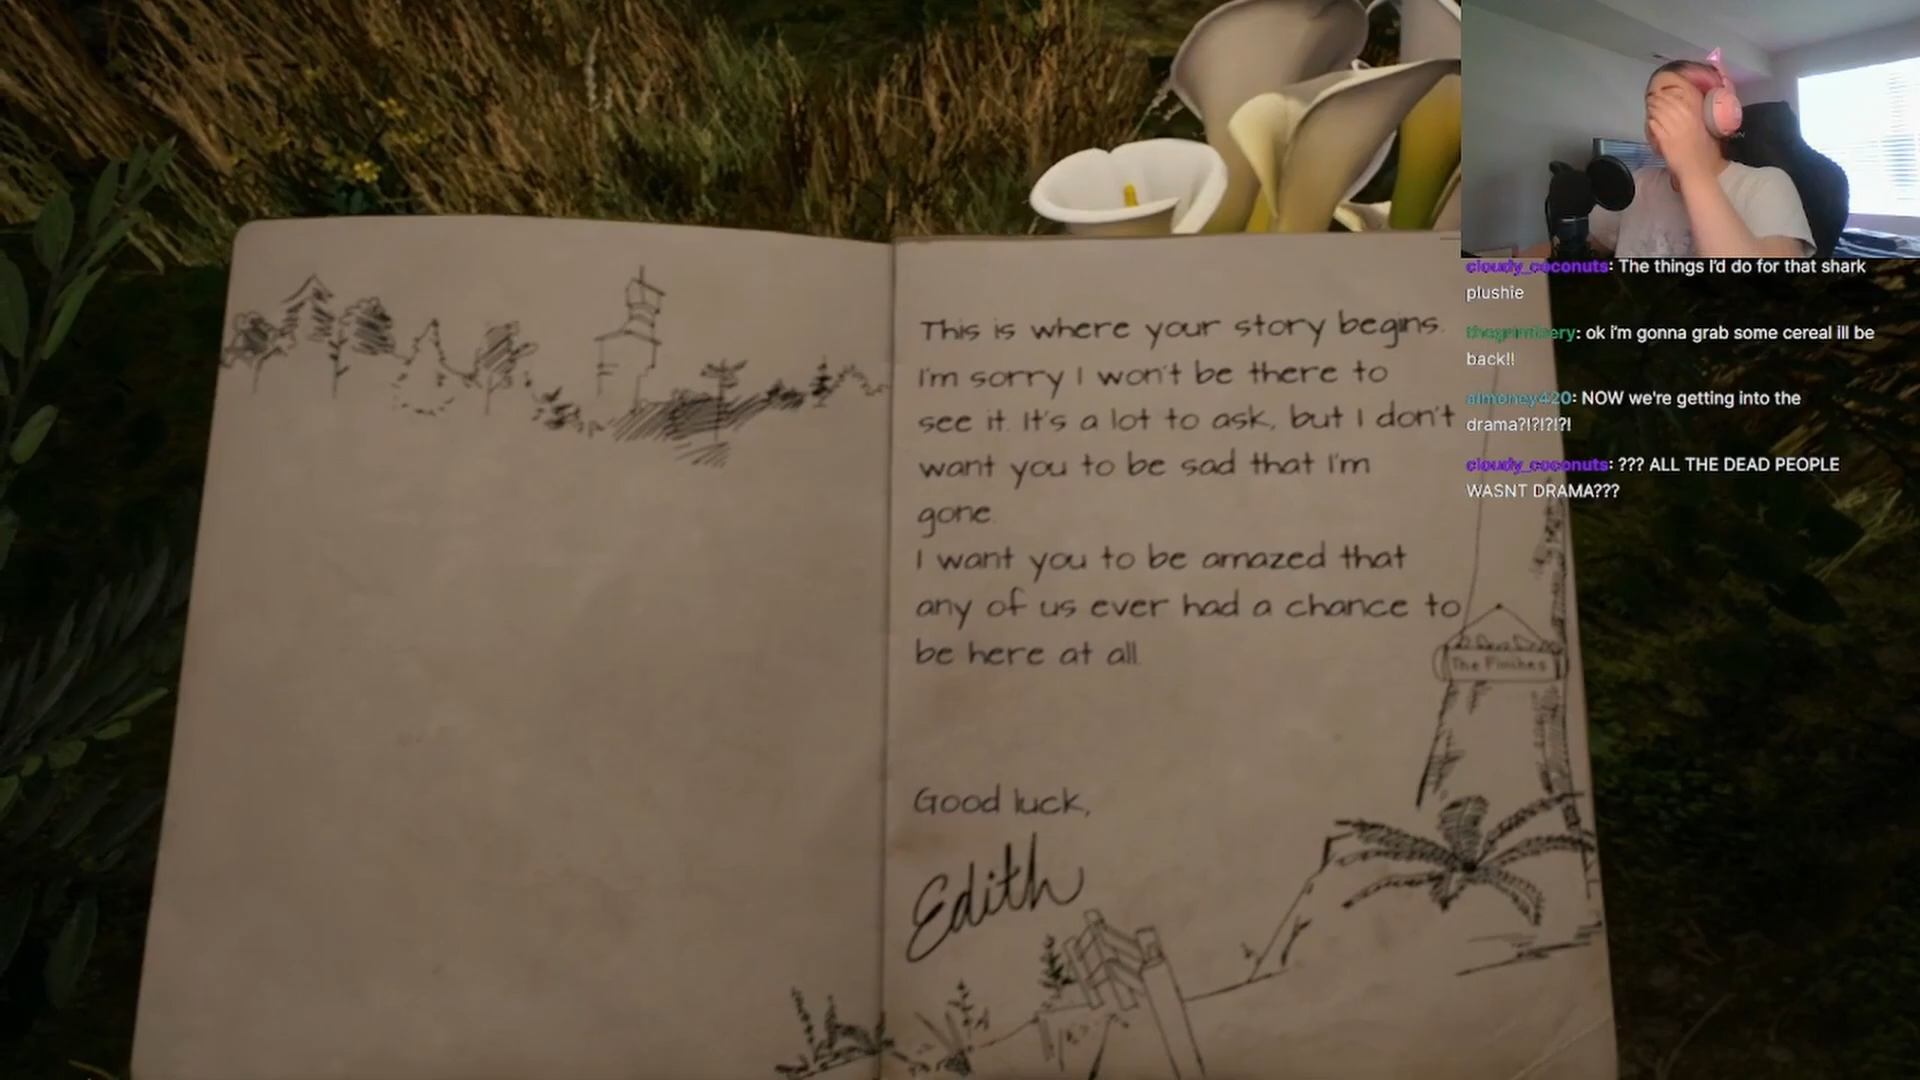 This is where your story begins.
I'm sorry I won't be there to
see it. It's a lot to ask, but I don't
want you to be sad that I'm
gone.
I want you to be amazed that
any of us ever had a chance to
be here at all.
Good luck,
Edith
The Finches
cloudy_coconuts: The things I'd do for that shark
plushie
: ok i'm gonna grab some cereal ill be
back!!
almoney420: NOW we're getting into the
drama?!?!?!?!
cloudy_coconuts: ??? ALL THE DEAD PEOPLE
WASNT DRAMA???